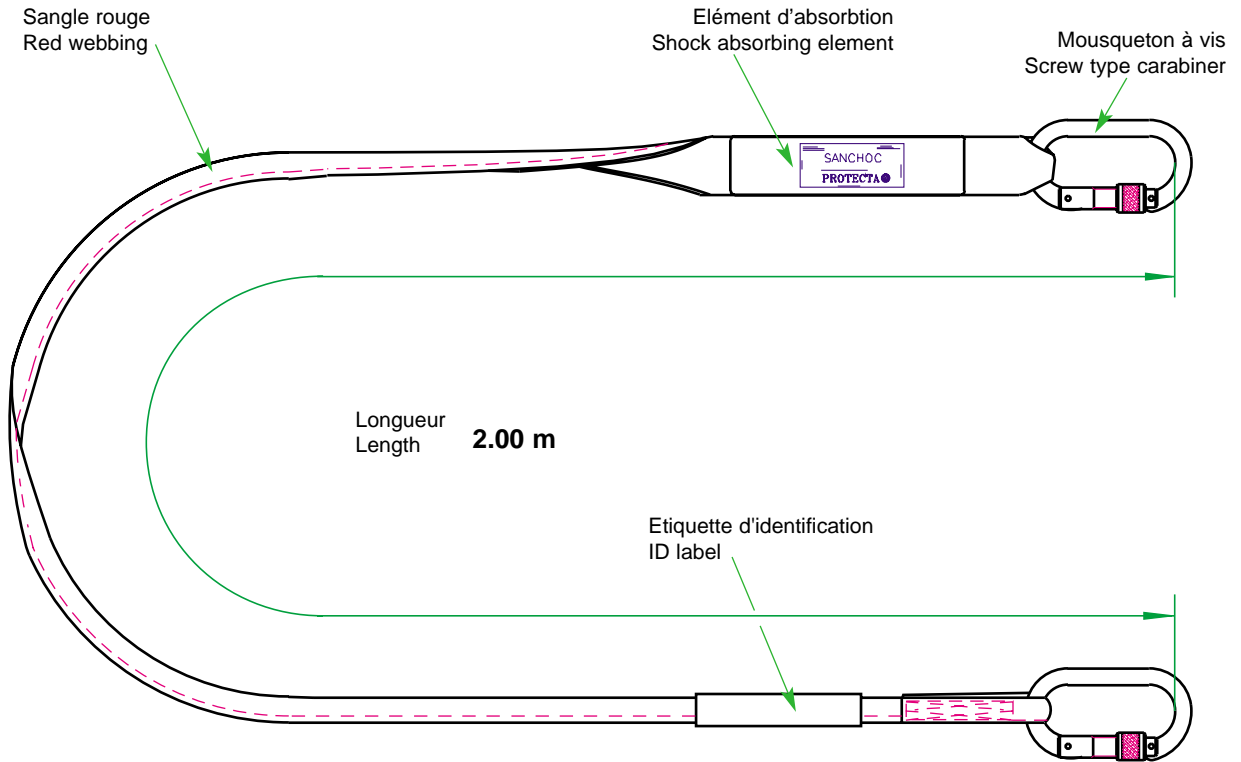 Sangle rouge
Red webbing
Elément d'absorbtion
Shock absorbing element
Mousqueton à vis
Screw type carabiner
SANCHOC
PROTECTA
Longueur
Length
2.00 m
Etiquette d'identification
ID label